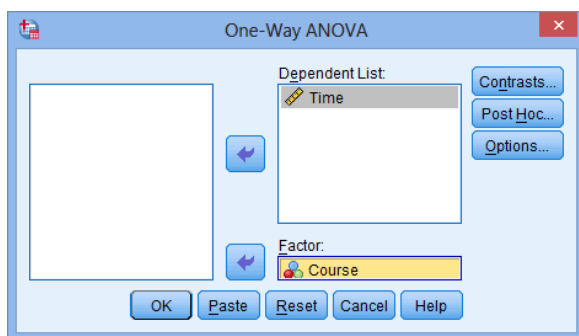 One-Way ANOVA
Dependent List:
Time
Contrasts...
Post Hoc...
Options...
Factor:
Course
OK Paste Reset Cancel Help